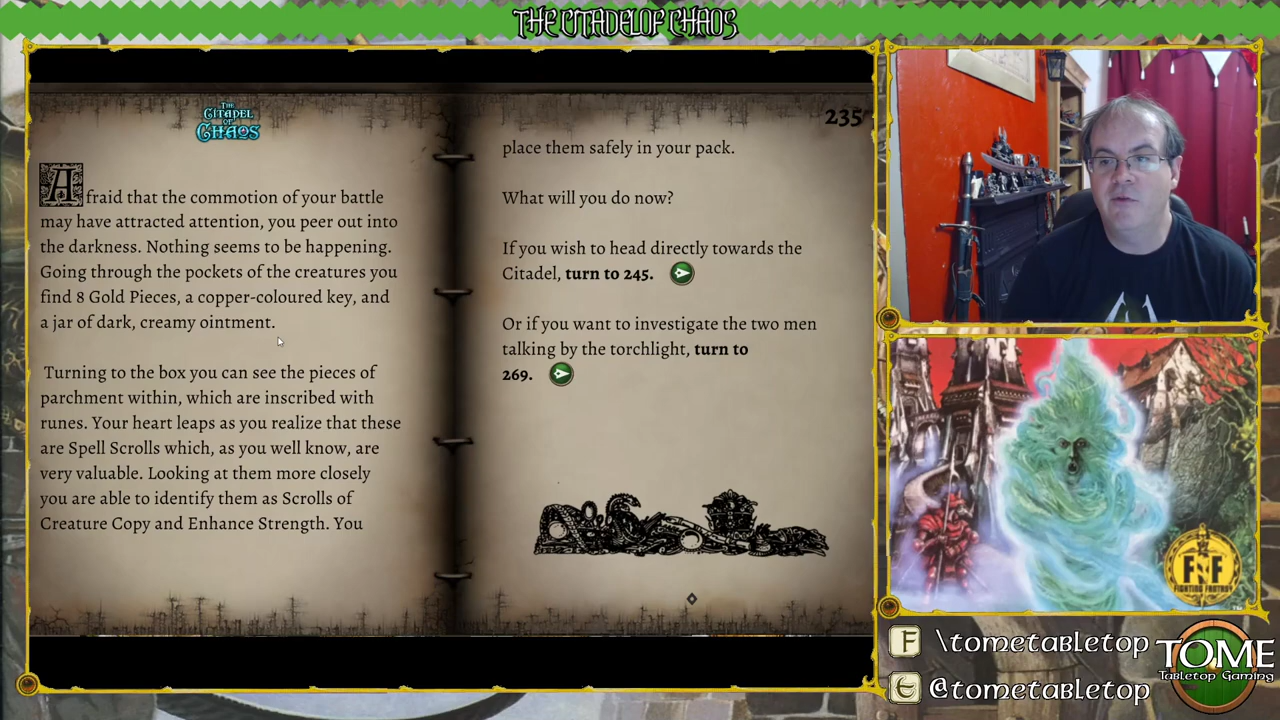 THE CITADEL OF CHAOS
THE
CITADEL
OF
CHAOS
Afraid that the commotion of your battle
may have attracted attention, you peer out into
the darkness. Nothing seems to be happening.
Going through the pockets of the creatures you
find 8 Gold Pieces, a copper-coloured key, and
a jar of dark, creamy ointment.
Turning to the box you can see the pieces of
parchment within, which are inscribed with
runes. Your heart leaps as you realize that these
are Spell Scrolls which, as you well know, are
very valuable. Looking at them more closely
you are able to identify them as Scrolls of
Creature Copy and Enhance Strength. You
235
place them safely in your pack.
What will you do now?
If you wish to head directly towards the
Citadel, turn to 245.
Or if you want to investigate the two men
talking by the torchlight, turn to
269.
FF
FIGHTING FANTASY
TM
F \tometabletop
@tometabletop
TOME
Tabletop Gaming